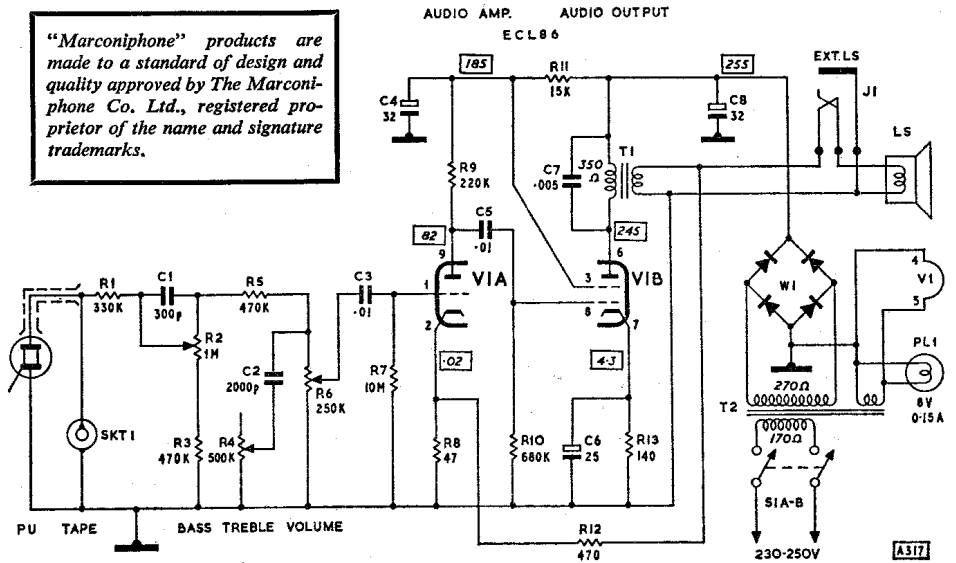 AUDIO AMP. AUDIO OUTPUT
ECL86
"Marconiphone" products are
made to a standard of design and
quality approved by The Marconi-
phone Co. Ltd., registered pro-
prietor of the name and signature
trademarks.
185
R11
15K
255
EXT.LS
J1
LS
C4
32
C8
32
R9
220K
C7
.005
350
Ω
T1
C5
.01
82
245
9
6
V1A
V1B
1
3
8
2
7
4
V1
5
W1
R1
330K
C1
300p
R5
470K
C3
.01
R2
1M
.02
4.3
PL1
6V
0.15A
C2
2000p
R6
250K
R7
10M
270Ω
T2
170Ω
SKT1
R3
470K
R4
500K
R8
47
R10
680K
C6
25
R13
140
S1A-B
PU TAPE BASS TREBLE VOLUME
R12
470
230-250V
A317